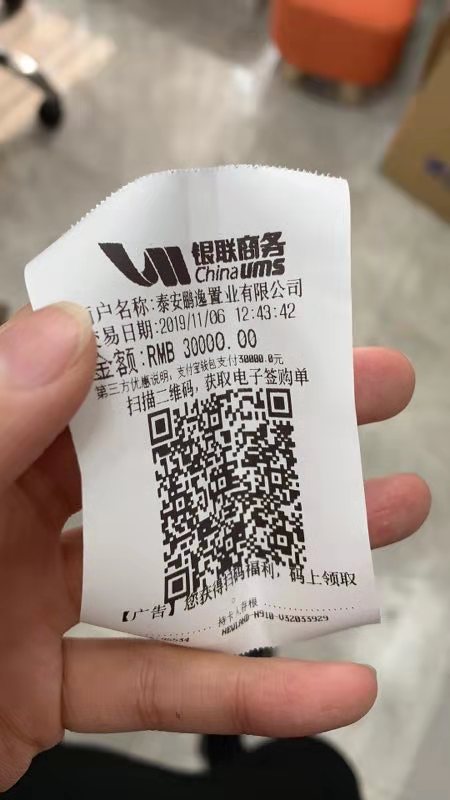 银联商务
Chinaums
户名称:泰安鹏逸置业有限公司
交易日期:2019/11/06 12:43:42
金额:RMB 30000.00
第三方优惠说明:支付宝钱包支付30000.0元
扫描二维码,获取电子签购单
【广告】您获得扫码福利,码上领取
持卡人存根
NEWLAND-N910-V32033929